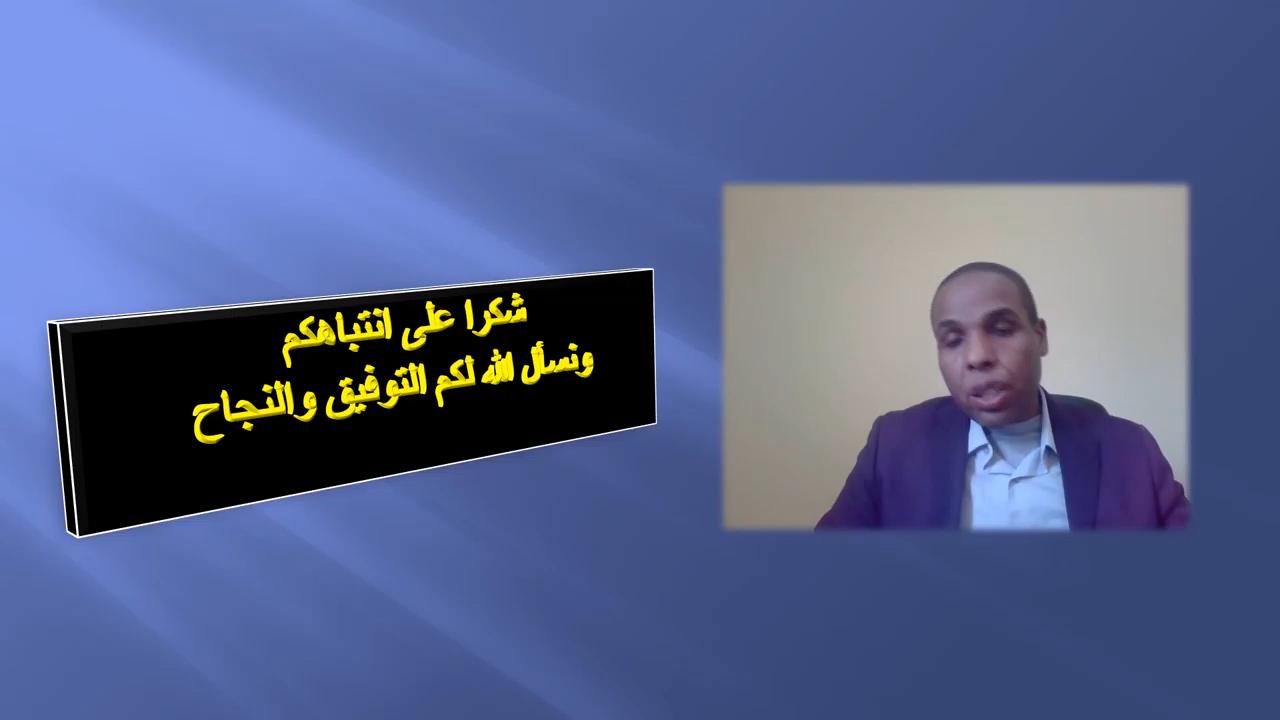 شكرا على انتباهكم
ونسأل الله لكم التوفيق والنجاح